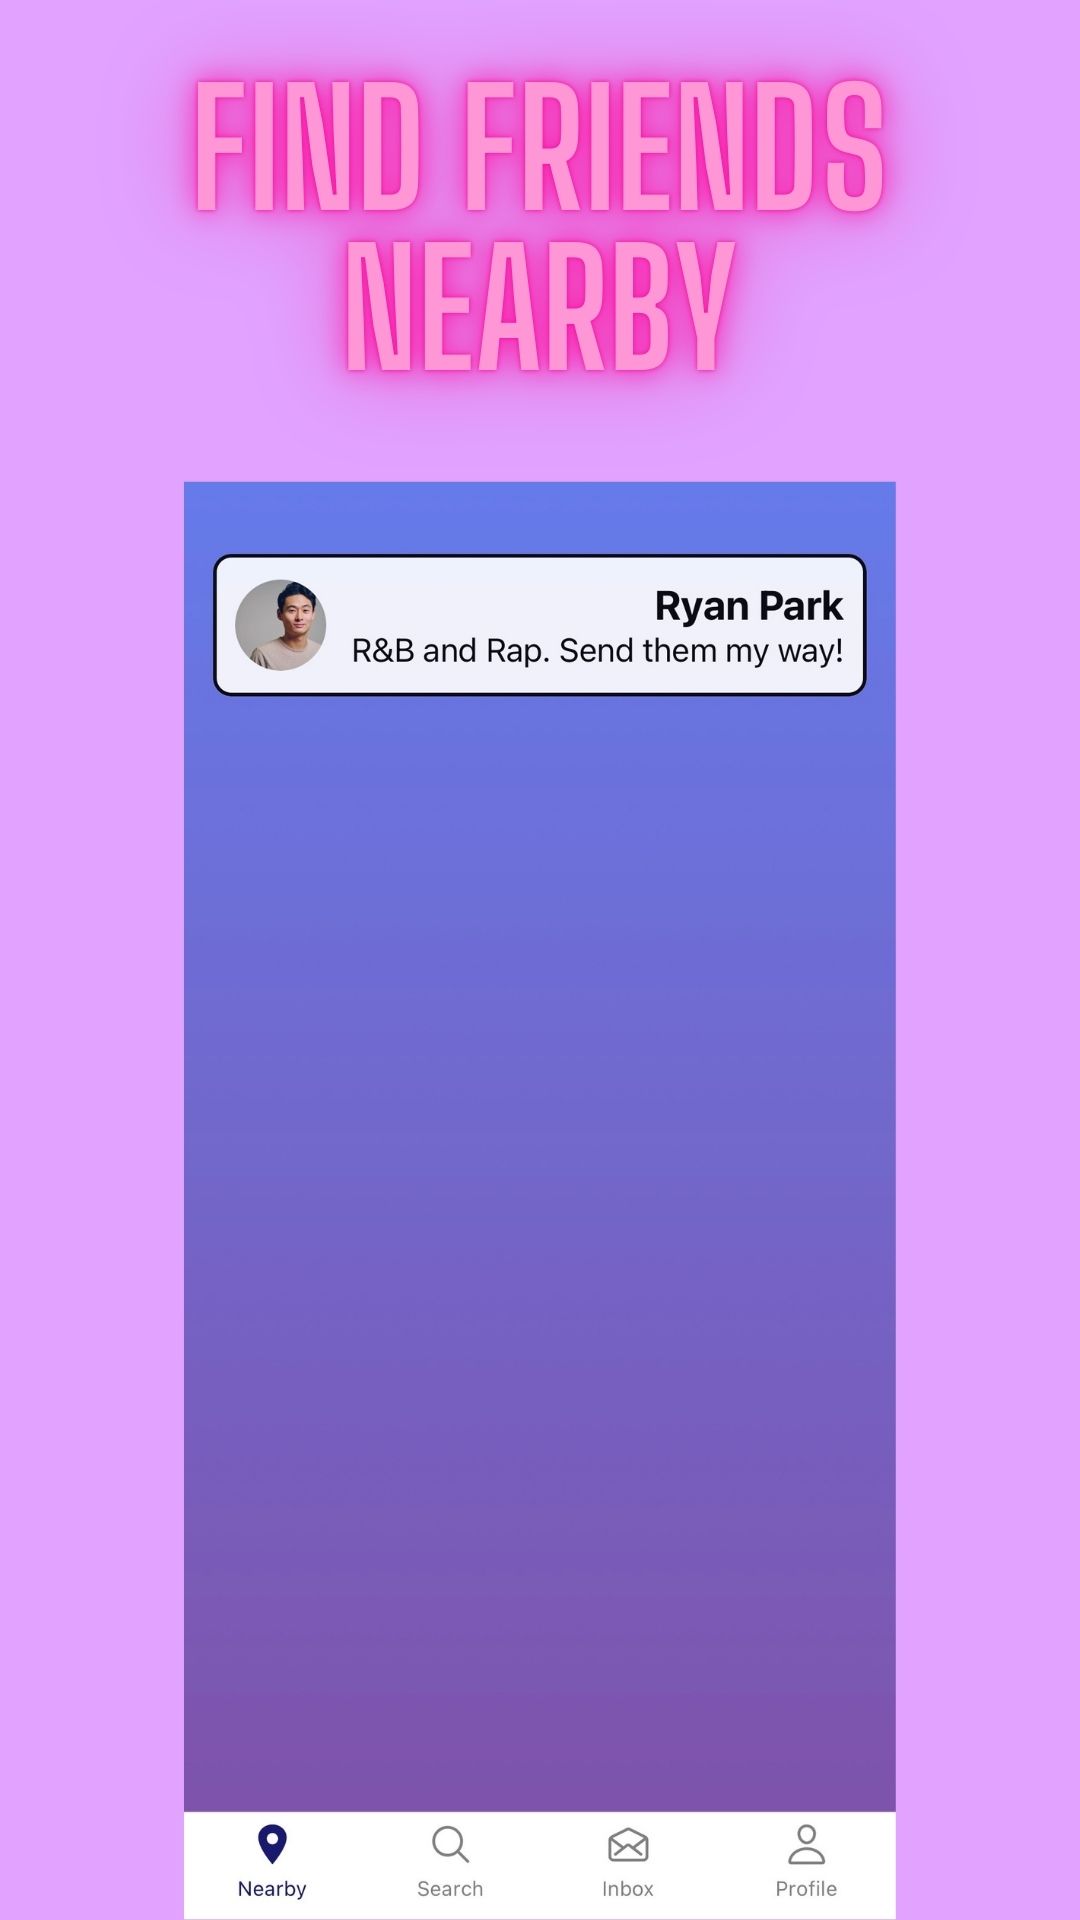 FIND FRIENDS
NEARBY
Ryan Park
R&B and Rap. Send them my way!
Nearby
Search
Inbox
Profile